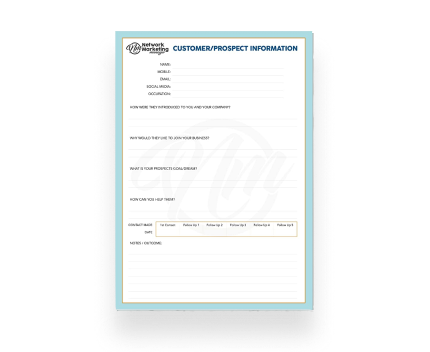 Network
Marketing
CUSTOMER/PROSPECT INFORMATION
NAME:
MOBILE:
EMAIL:
SOCIAL MEDIA:
OCCUPATION:
HOW WERE THEY INTRODUCED TO YOU AND YOUR COMPANY?
WHY WOULD THEY LIKE TO JOIN YOUR BUSINESS?
WHAT IS YOUR PROSPECTS GOAL/DREAM?
HOW CAN YOU HELP THEM?
CONTACT MADE 1st Contact Follow Up 1 Follow Up 2 Follow Up 3 Follow Up 4 Follow Up 5
DATE
NOTES / OUTCOME: